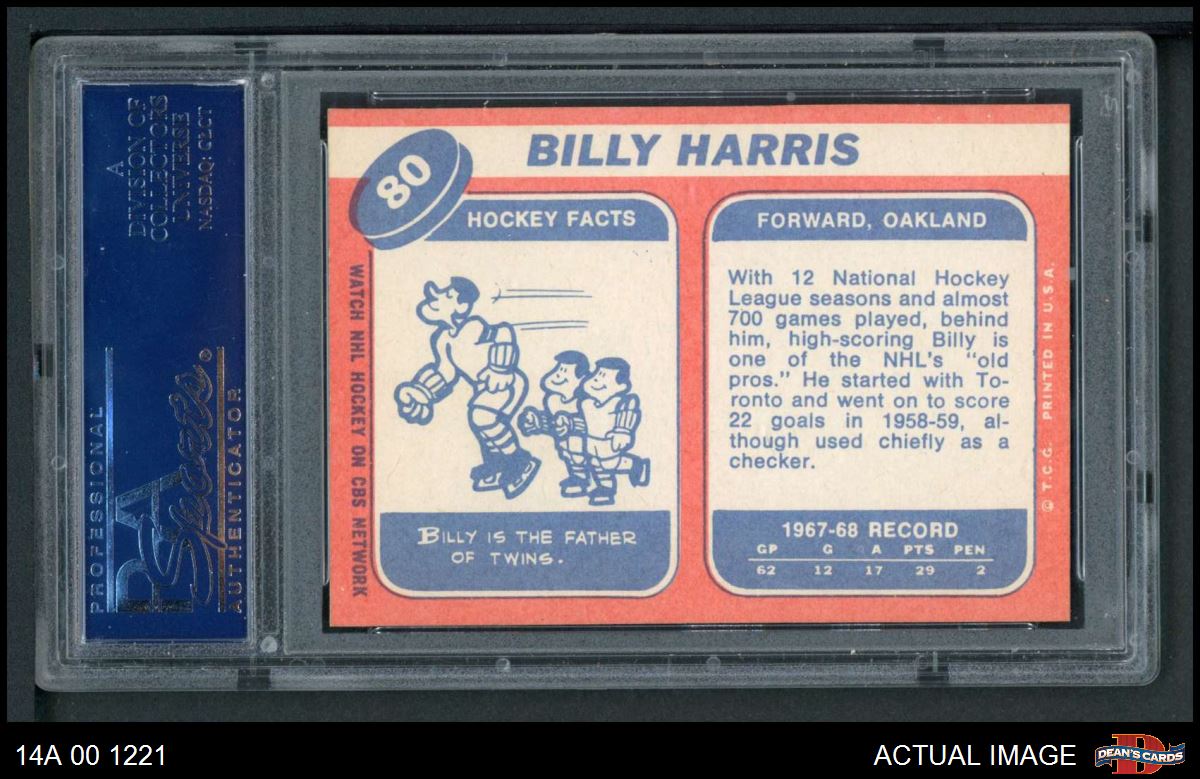 A
DIVISION OF
COLLECTORS
UNIVERSE
NASDAQ: CLCT
PROFESSIONAL
PSA
Sports®
AUTHENTICATOR
80
BILLY HARRIS
HOCKEY FACTS
WATCH NHL HOCKEY ON CBS NETWORK
BILLY IS THE FATHER
OF TWINS.
FORWARD, OAKLAND
With 12 National Hockey
League seasons and almost
700 games played, behind
him, high-scoring Billy is
one of the NHL's "old
pros." He started with To-
ronto and went on to score
22 goals in 1958-59, al-
though used chiefly as a
checker.
1967-68 RECORD
GP G A PTS PEN
62 12 17 29 2
© T.C.G. PRINTED IN U.S.A.
14A 00 1221
ACTUAL IMAGE
D
DEAN'S CARDS